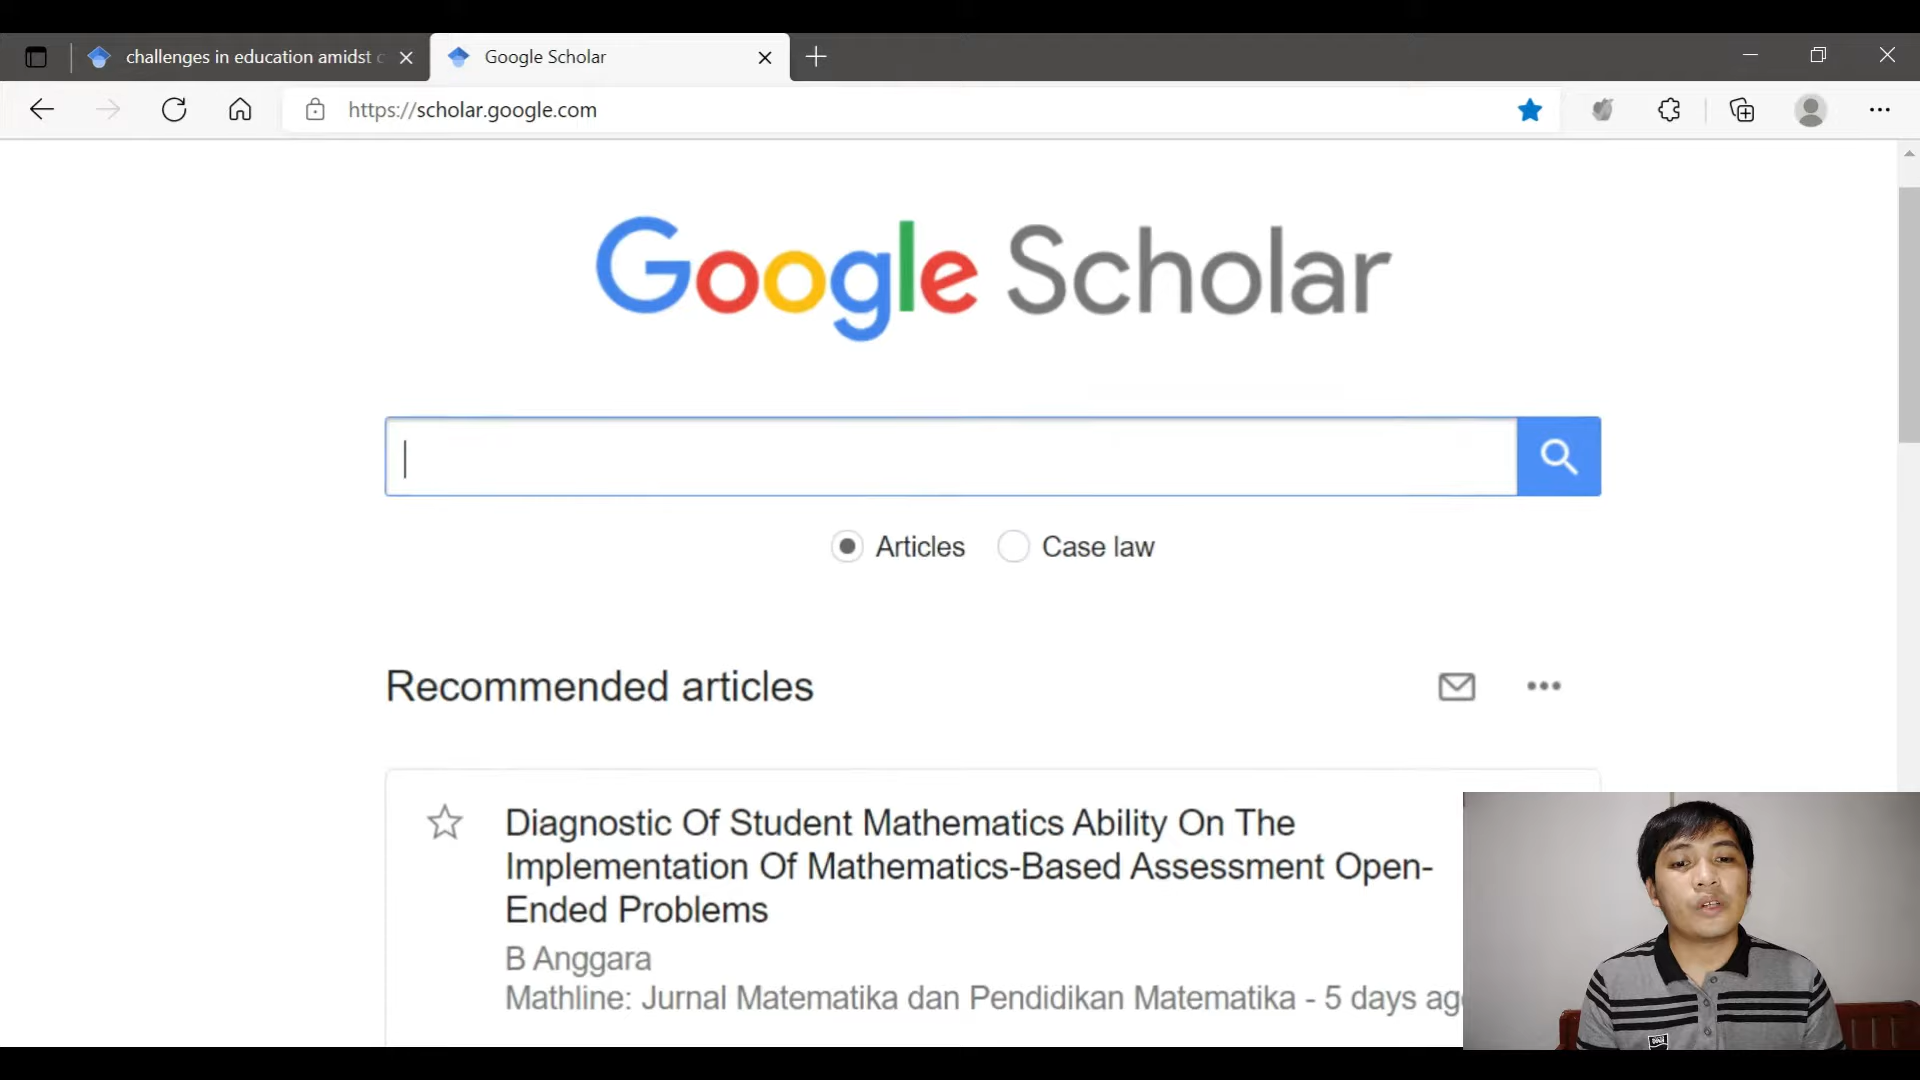 challenges in education amidst c
Google Scholar
https://scholar.google.com
Google Scholar
Articles
Case law
Recommended articles
Diagnostic Of Student Mathematics Ability On The
Implementation Of Mathematics-Based Assessment Open-
Ended Problems
B Anggara
Mathline: Jurnal Matematika dan Pendidikan Matematika - 5 days ago